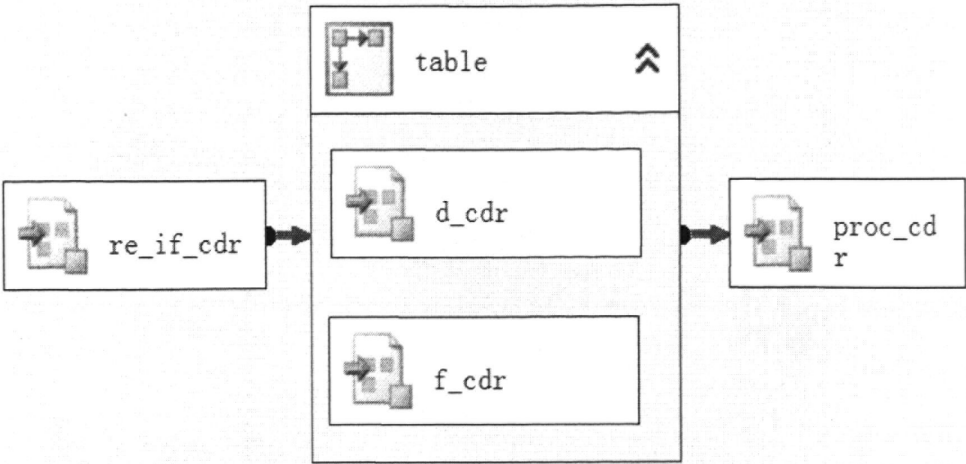 table
d_cdr
re_if_cdr
proc_cd
r
f_cdr